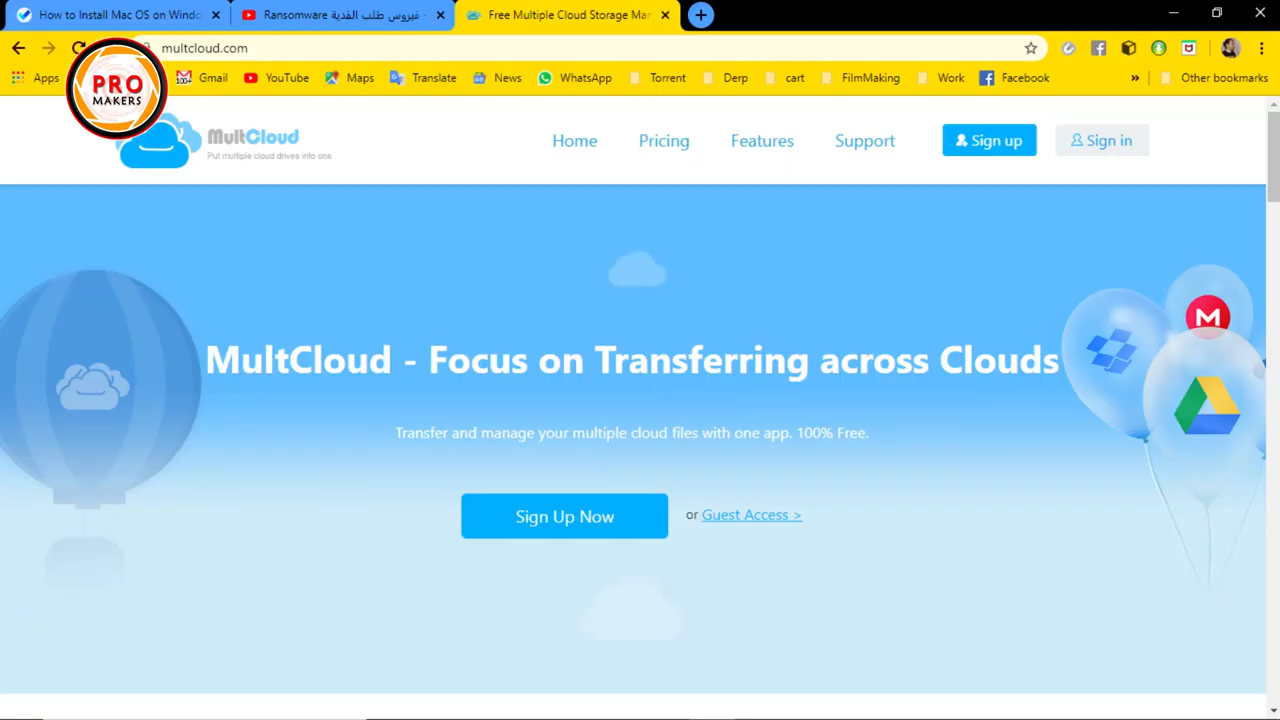 How to Install Mac OS on Windo
Ransomware فيروس طلب الفدية -
Free Multiple Cloud Storage Mar
multcloud.com
Apps
Gmail
YouTube
Maps
Translate
News
WhatsApp
Torrent
Derp
cart
FilmMaking
Work
Facebook
»
Other bookmarks
PRO
MAKERS
MultCloud
Put multiple cloud drives into one
Home
Pricing
Features
Support
Sign up
Sign in
MultCloud - Focus on Transferring across Clouds
Transfer and manage your multiple cloud files with one app. 100% Free.
Sign Up Now
or Guest Access >